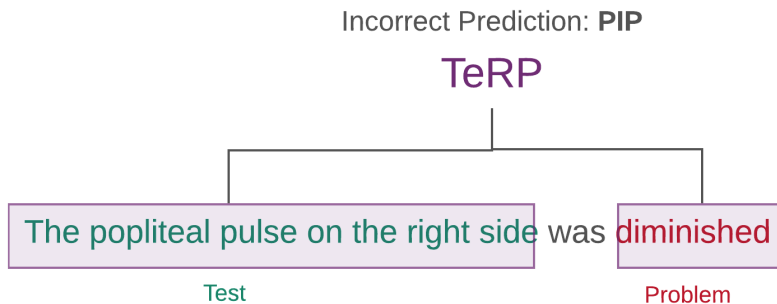 Incorrect Prediction: PIP
TeRP
The popliteal pulse on the right side was diminished
Test
Problem